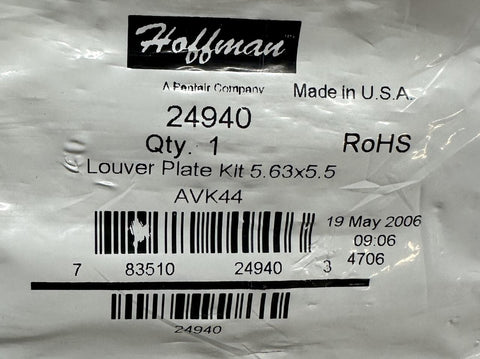 Hoffman
A Pentair Company
Made in U.S.A.
24940
Qty. 1
RoHS
Louver Plate Kit 5.63x5.5
AVK44
19 May 2006
09:06
4706
7 83510 24940 3
24940